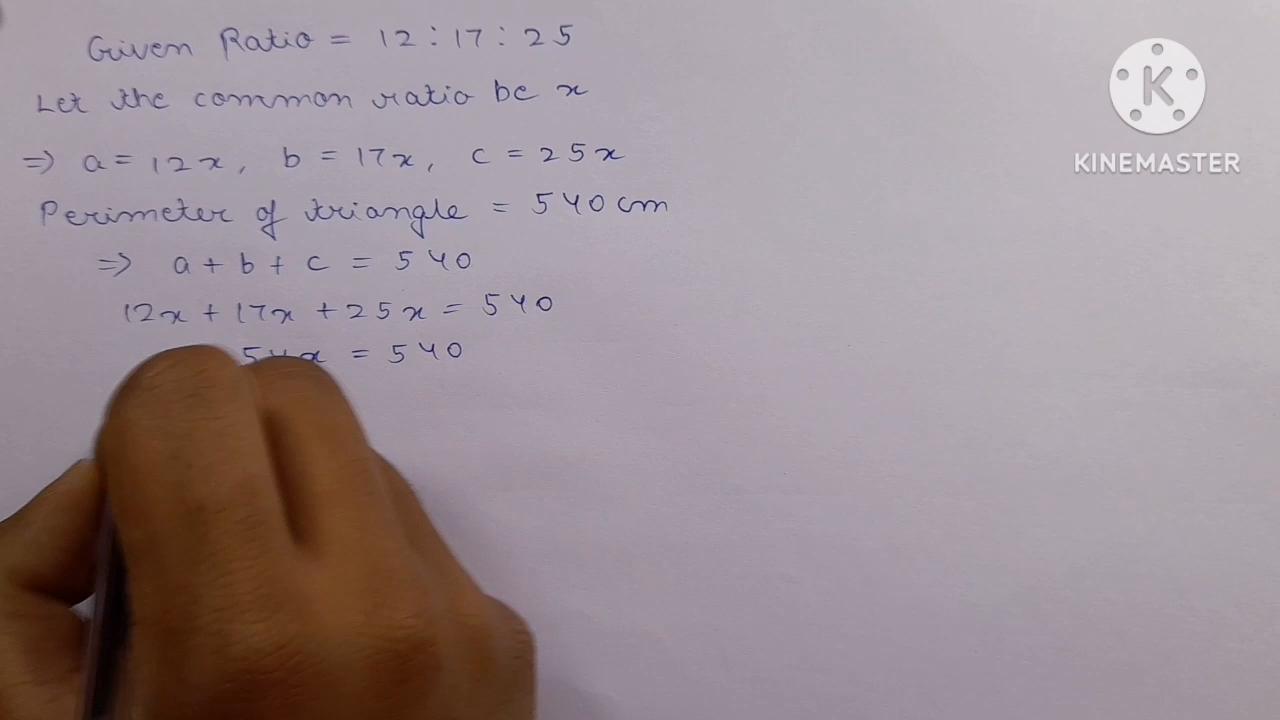 Given Ratio = 12 : 17 : 25
Let the common ratio be x
⇒ a = 12x, b = 17x, c = 25x
Perimeter of triangle = 540 cm
⇒ a + b + c = 540
12x + 17x + 25x = 540
54x = 540
K
KINEMASTER